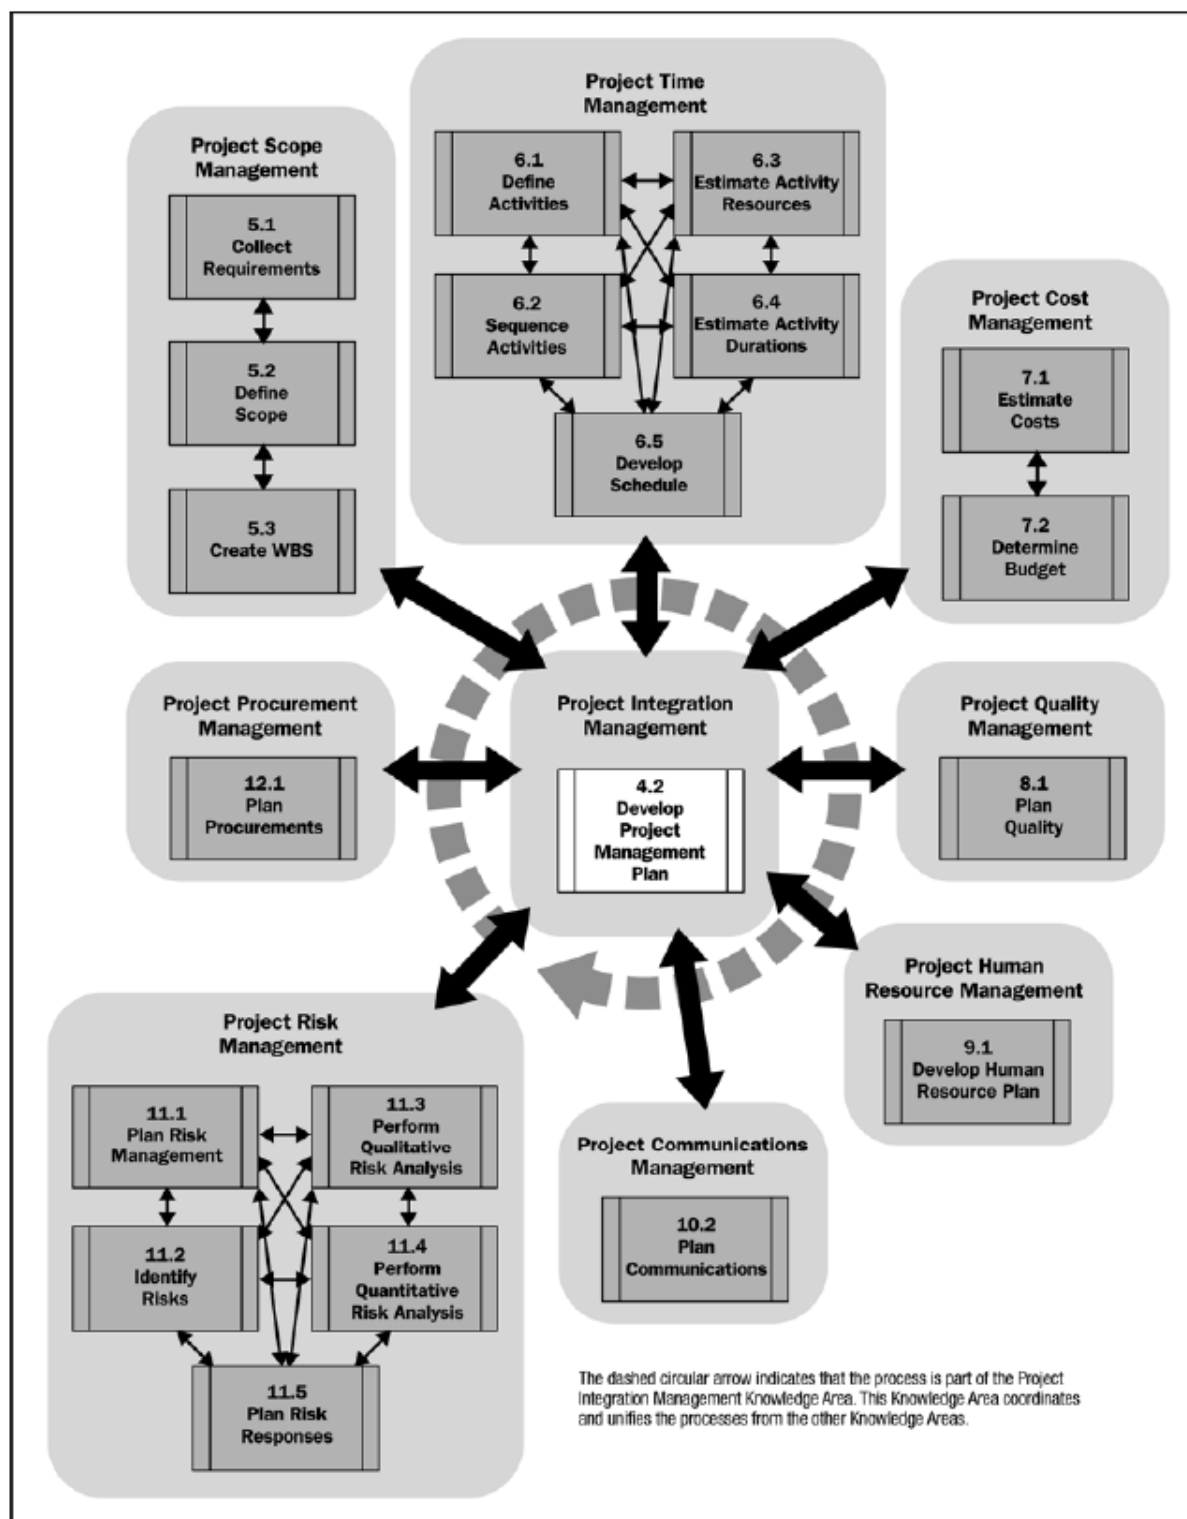 Project Time
Management
6.1
Define
Activities
6.3
Estimate Activity
Resources
6.2
Sequence
Activities
6.4
Estimate Activity
Durations
6.5
Develop
Schedule
Project Scope
Management
5.1
Collect
Requirements
5.2
Define
Scope
5.3
Create WBS
Project Cost
Management
7.1
Estimate
Costs
7.2
Determine
Budget
Project Procurement
Management
12.1
Plan
Procurements
Project Integration
Management
4.2
Develop
Project
Management
Plan
Project Quality
Management
8.1
Plan
Quality
Project Human
Resource Management
9.1
Develop Human
Resource Plan
Project Risk
Management
11.1
Plan Risk
Management
11.3
Perform
Qualitative
Risk Analysis
11.2
Identify
Risks
11.4
Perform
Quantitative
Risk Analysis
11.5
Plan Risk
Responses
Project Communications
Management
10.2
Plan
Communications
The dashed circular arrow indicates that the process is part of the Project
Integration Management Knowledge Area. This Knowledge Area coordinates
and unifies the processes from the other Knowledge Areas.